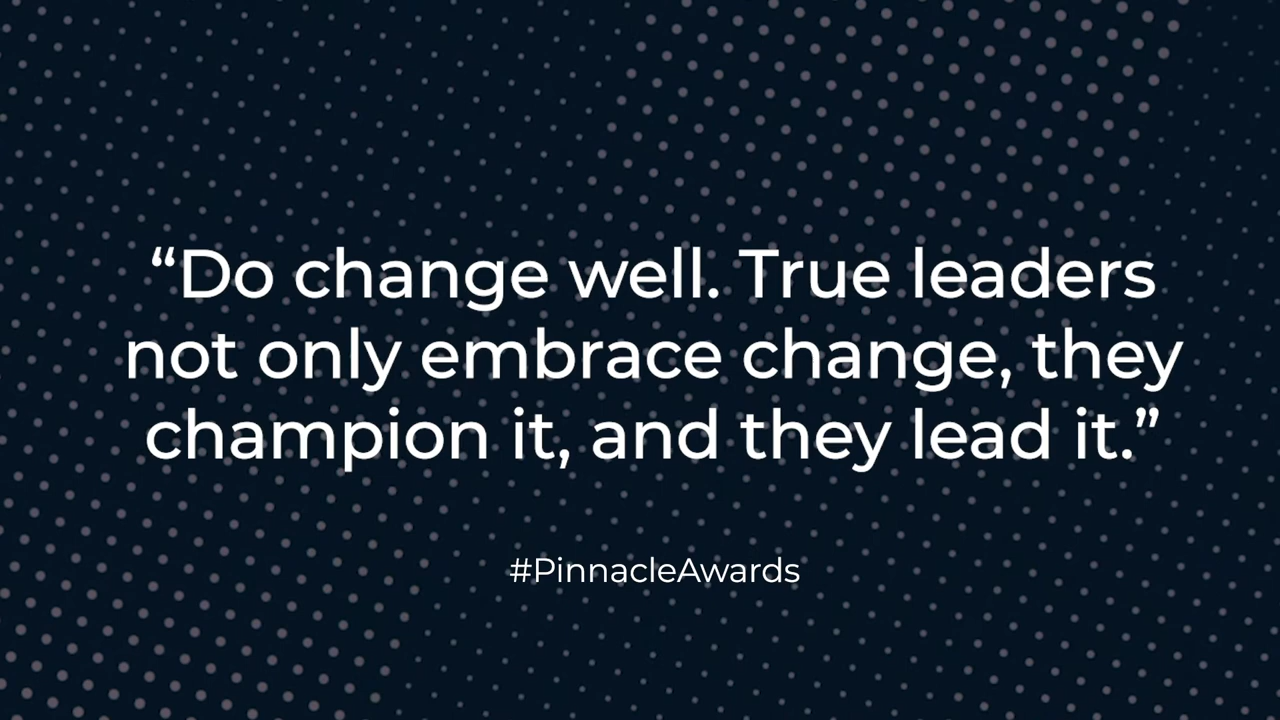 “Do change well. True leaders
not only embrace change, they
champion it, and they lead it.”
#PinnacleAwards